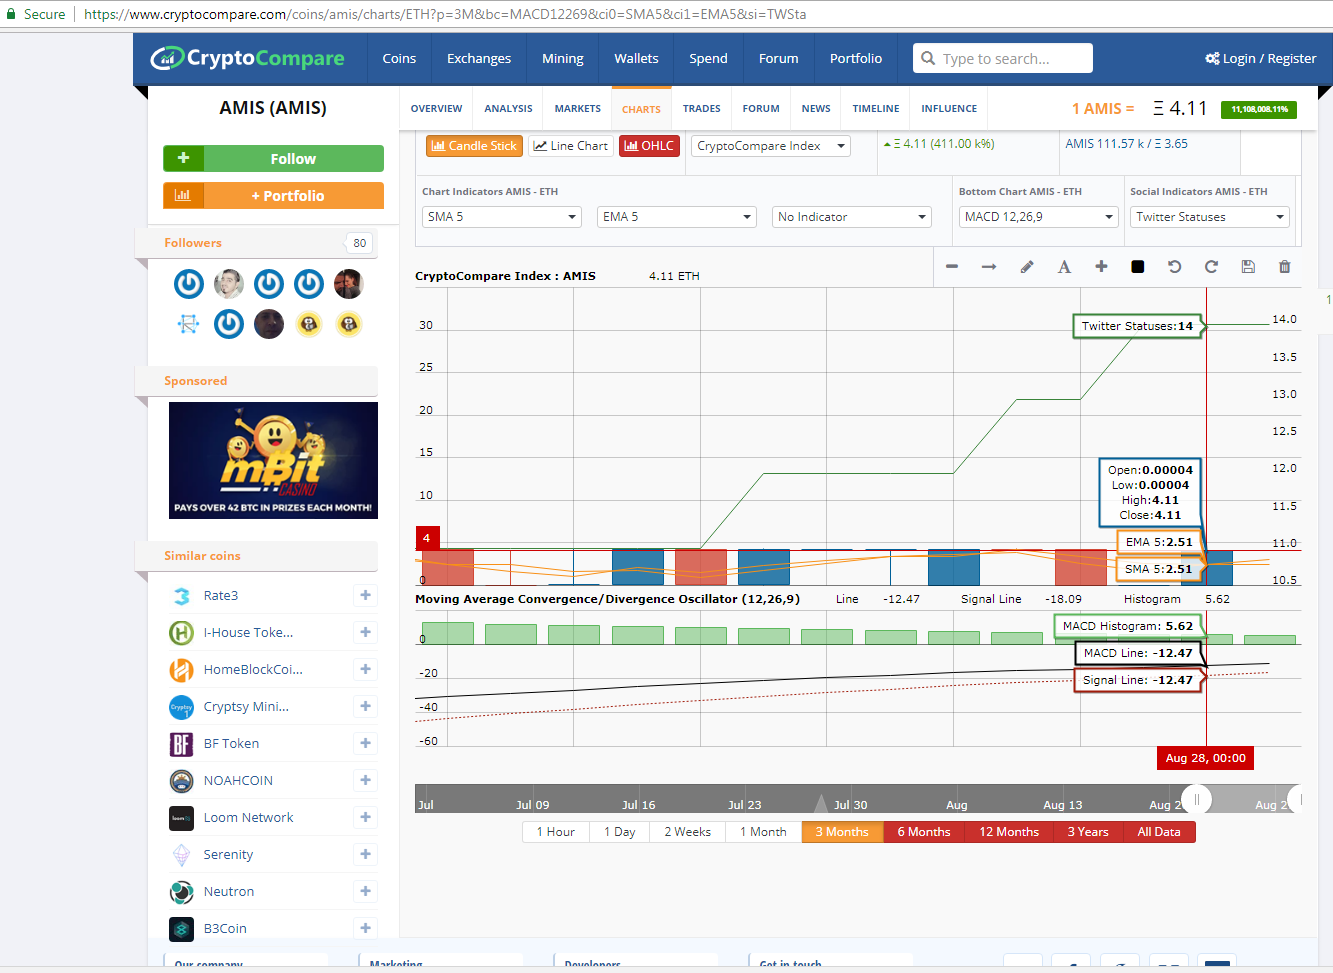 Secure
https://www.cryptocompare.com/coins/amis/charts/ETH?p=3M&bc=MACD12269&ci0=SMA5&ci1=EMA5&si=TWSta
CryptoCompare
Coins
Exchanges
Mining
Wallets
Spend
Forum
Portfolio
Type to search...
Login / Register
AMIS (AMIS)
OVERVIEW
ANALYSIS
MARKETS
CHARTS
TRADES
FORUM
NEWS
TIMELINE
INFLUENCE
1 AMIS =
Ξ 4.11
11,108,008.11%
Follow
+ Portfolio
Followers
80
Sponsored
mBit
CASINO
PAYS OVER 42 BTC IN PRIZES EACH MONTH!
Similar coins
Rate3
I-House Toke...
HomeBlockCoi...
Cryptsy
Cryptsy Mini...
BF
BF Token
NOAHCOIN
loom
Loom Network
Serenity
Neutron
B3Coin
Candle Stick
Line Chart
OHLC
CryptoCompare Index
Ξ 4.11 (411.00 k%)
AMIS 111.57 k / Ξ 3.65
Chart Indicators AMIS - ETH
Bottom Chart AMIS - ETH
Social Indicators AMIS - ETH
SMA 5
EMA 5
No Indicator
MACD 12,26,9
Twitter Statuses
CryptoCompare Index : AMIS
4.11 ETH
A
1
30
25
20
15
10
4
0
14.0
13.5
13.0
12.5
12.0
11.5
11.0
10.5
Twitter Statuses:14
Open:0.00004
Low:0.00004
High:4.11
Close:4.11
EMA 5:2.51
SMA 5:2.51
Moving Average Convergence/Divergence Oscillator (12,26,9)
Line
-12.47
Signal Line
-18.09
Histogram
5.62
0
-20
-40
-60
MACD Histogram: 5.62
MACD Line: -12.47
Signal Line: -12.47
Aug 28, 00:00
Jul
Jul 09
Jul 16
Jul 23
Jul 30
Aug
Aug 13
Aug 2
Aug 2
1 Hour
1 Day
2 Weeks
1 Month
3 Months
6 Months
12 Months
3 Years
All Data
Our company
Marketing
Developers
Get in touch